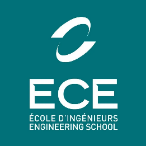 ECE
ÉCOLE D'INGÉNIEURS
ENGINEERING SCHOOL